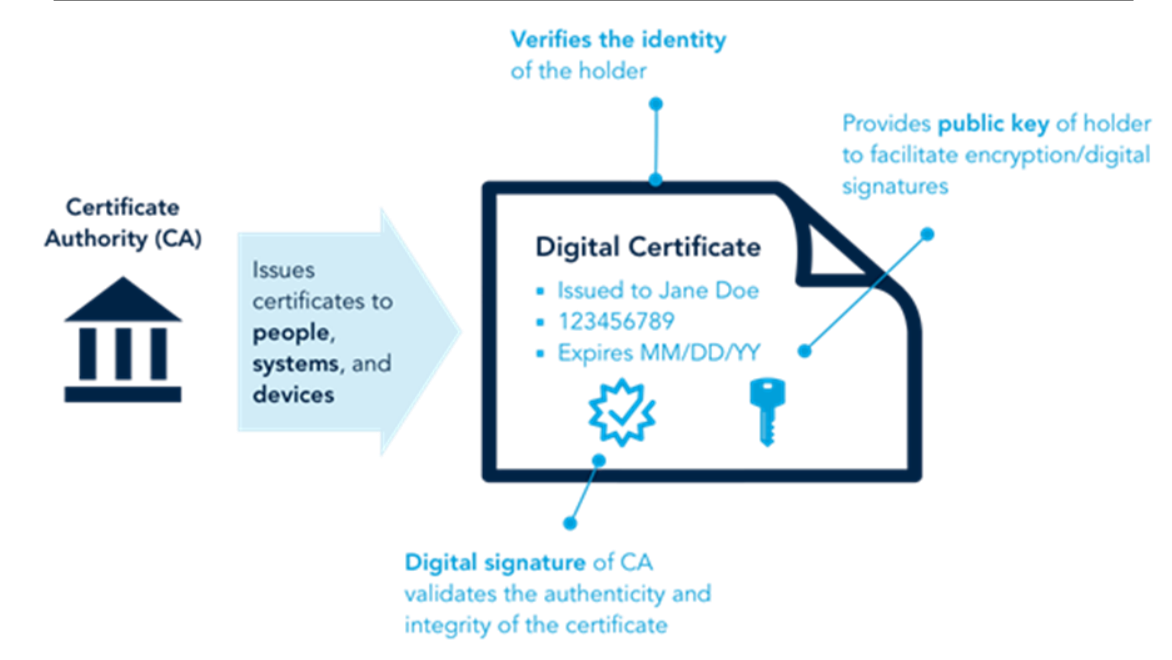 Verifies the identity
of the holder
Provides public key of holder
to facilitate encryption/digital
signatures
Certificate
Authority (CA)
Issues
certificates to
people,
systems, and
devices
Digital Certificate
▪ Issued to Jane Doe
▪ 123456789
▪ Expires MM/DD/YY
Digital signature of CA
validates the authenticity and
integrity of the certificate